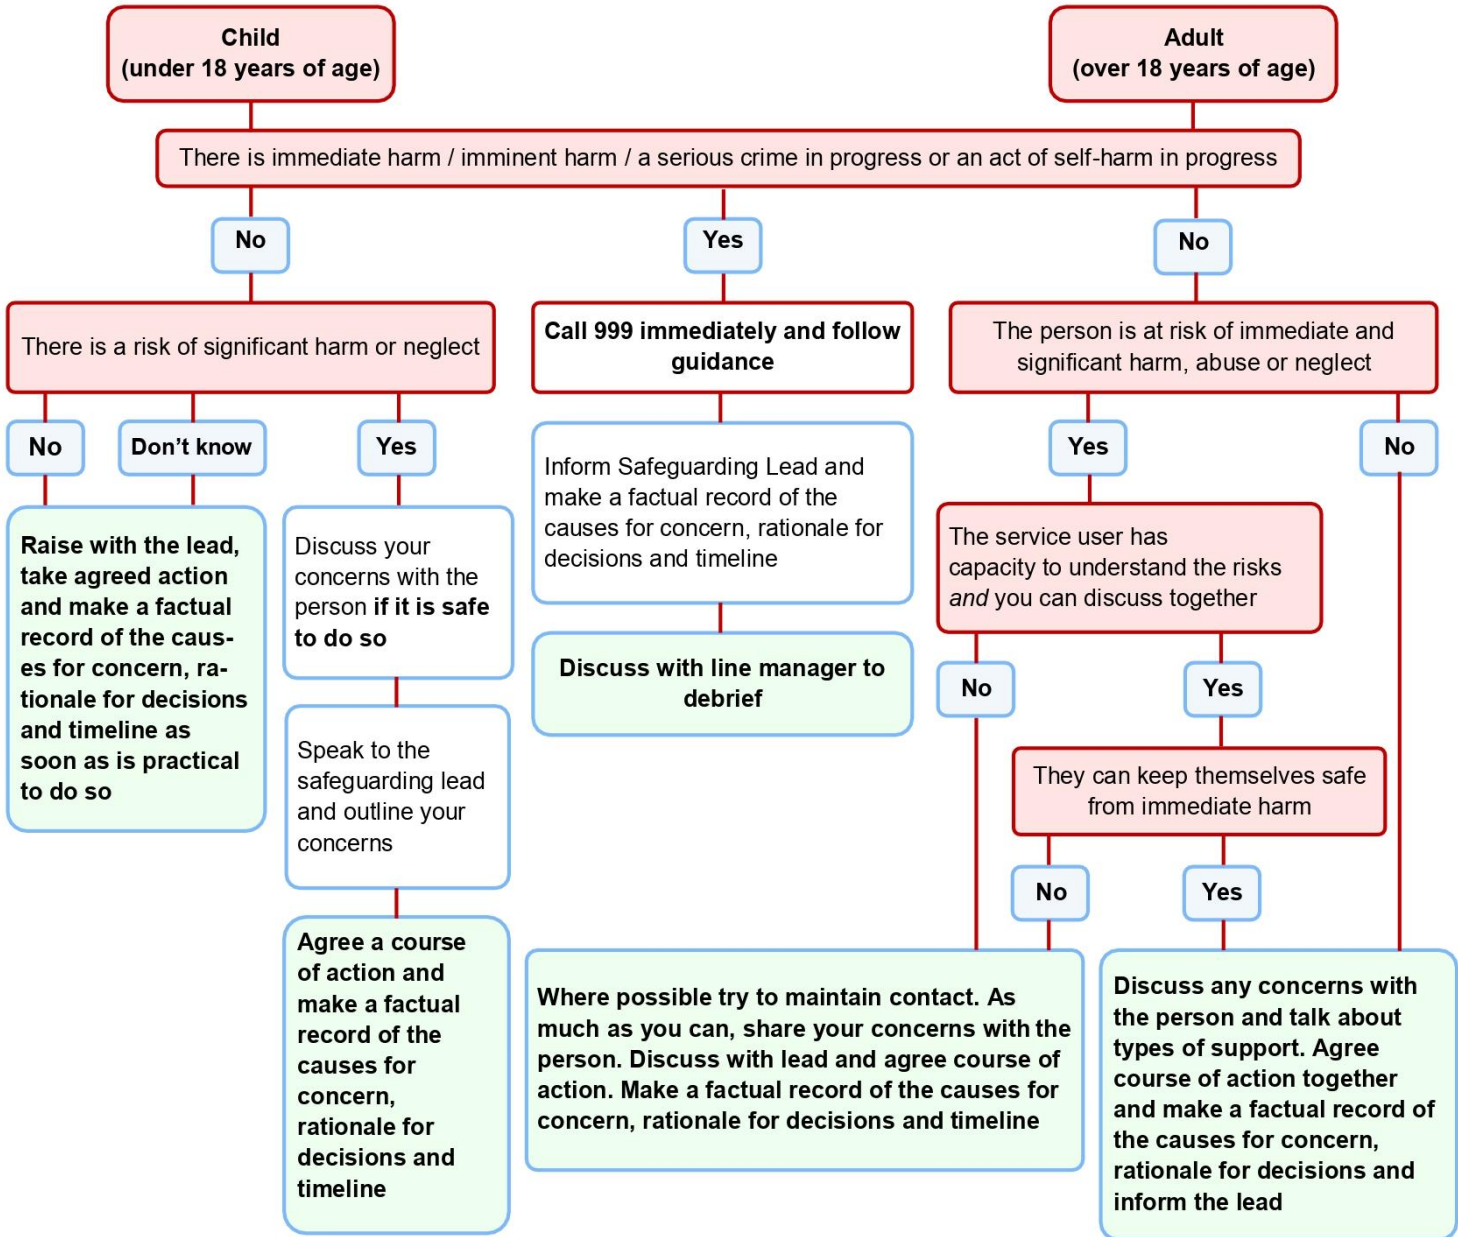 Child
(under 18 years of age)
Adult
(over 18 years of age)
There is immediate harm / imminent harm / a serious crime in progress or an act of self-harm in progress
No
Yes
No
There is a risk of significant harm or neglect
Call 999 immediately and follow
guidance
The person is at risk of immediate and
significant harm, abuse or neglect
No
Don't know
Yes
Yes
No
Raise with the lead,
take agreed action
and make a factual
record of the caus-
es for concern, ra-
tionale for decisions
and timeline as
soon as is practical
to do so
Discuss your
concerns with the
person if it is safe
to do so
Speak to the
safeguarding lead
and outline your
concerns
Agree a course
of action and
make a factual
record of the
causes for
concern,
rationale for
decisions and
timeline
Inform Safeguarding Lead and
make a factual record of the
causes for concern, rationale for
decisions and timeline
Discuss with line manager to
debrief
The service user has
capacity to understand the risks
and you can discuss together
No
Yes
They can keep themselves safe
from immediate harm
No
Yes
Where possible try to maintain contact. As
much as you can, share your concerns with the
person. Discuss with lead and agree course of
action. Make a factual record of the causes for
concern, rationale for decisions and timeline
Discuss any concerns with
the person and talk about
types of support. Agree
course of action together
and make a factual record of
the causes for concern,
rationale for decisions and
inform the lead